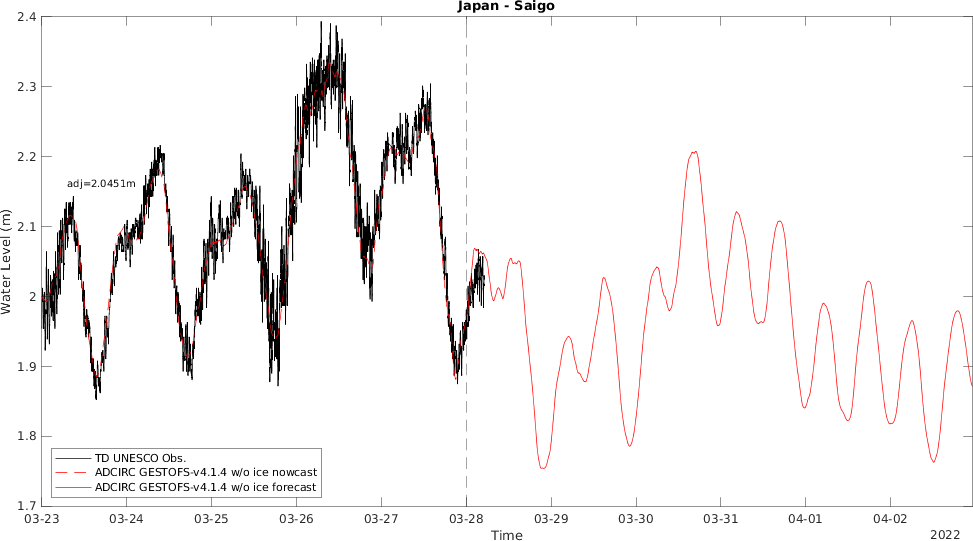 Japan - Saigo
2.4
2.3
2.2
2.1
2
1.9
1.8
1.7
Water Level (m)
adj=2.0451m
TD UNESCO Obs.
ADCIRC GESTOFS-v4.1.4 w/o ice nowcast
ADCIRC GESTOFS-v4.1.4 w/o ice forecast
03-23 03-24 03-25 03-26 03-27 03-28 03-29 03-30 03-31 04-01 04-02
Time
2022